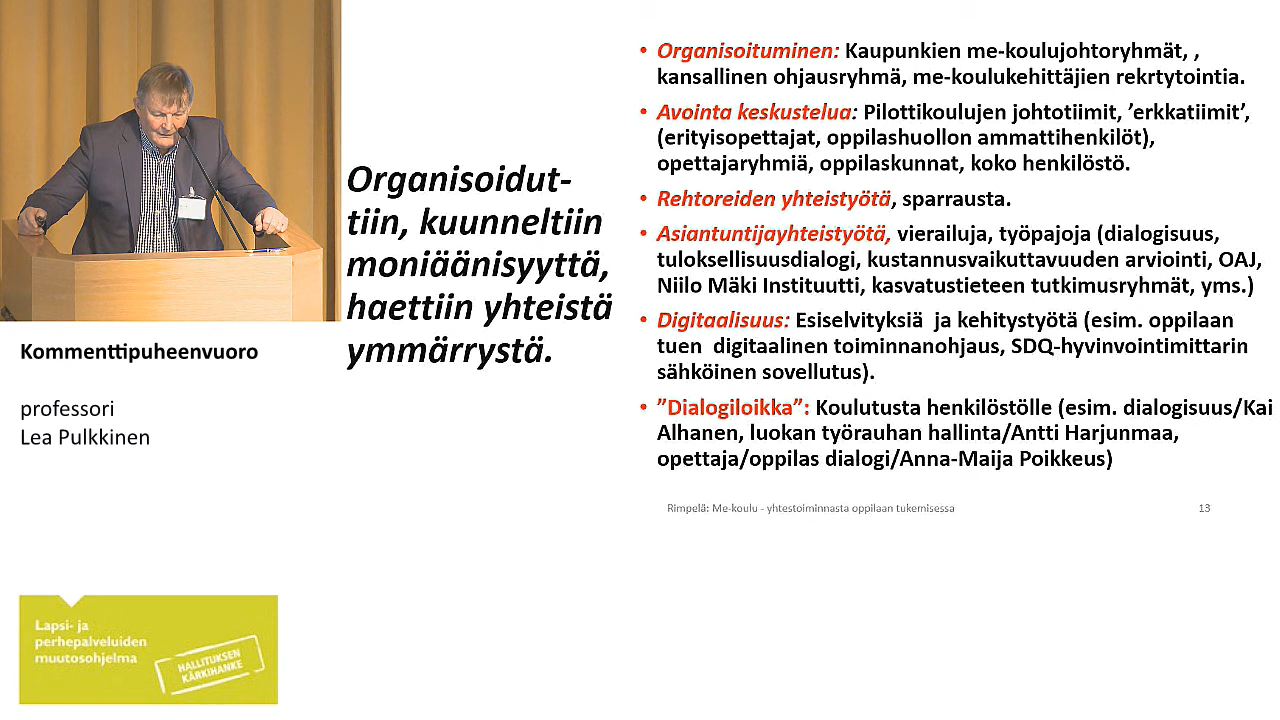 Organisoidut-
tiin, kuunneltiin
moniäänisyyttä,
haettiin yhteistä
ymmärrystä.
• Organisoituminen: Kaupunkien me-koulujohtoryhmät, ,
kansallinen ohjausryhmä, me-koulukehittäjien rekrtytointia.
• Avointa keskustelua: Pilottikoulujen johtotiimit, ’erkkatiimit’,
(erityisopettajat, oppilashuollon ammattihenkilöt),
opettajaryhmiä, oppilaskunnat, koko henkilöstö.
• Rehtoreiden yhteistyötä, sparrausta.
• Asiantuntijayhteistyötä, vierailuja, työpajoja (dialogisuus,
tuloksellisuusdialogi, kustannusvaikuttavuuden arviointi, OAJ,
Niilo Mäki Instituutti, kasvatustieteen tutkimusryhmät, yms.)
• Digitaalisuus: Esiselvityksiä ja kehitystyötä (esim. oppilaan
tuen digitaalinen toiminnanohjaus, SDQ-hyvinvointimittarin
sähköinen sovellutus).
• ”Dialogiloikka”: Koulutusta henkilöstölle (esim. dialogisuus/Kai
Alhanen, luokan työrauhan hallinta/Antti Harjunmaa,
opettaja/oppilas dialogi/Anna-Maija Poikkeus)
Rimpelä: Me-koulu - yhtestoiminnasta oppilaan tukemisessa
13
Kommenttipuheenvuoro
professori
Lea Pulkkinen
Lapsi- ja
perhepalveluiden
muutosohjelma
HALLITUKSEN
KÄRKIHANKE